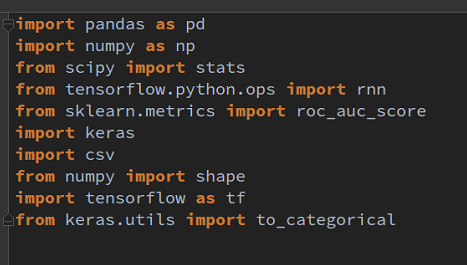 import pandas as pd
import numpy as np
from scipy import stats
from tensorflow.python.ops import rnn
from sklearn.metrics import roc_auc_score
import keras
import csv
from numpy import shape
import tensorflow as tf
from keras.utils import to_categorical